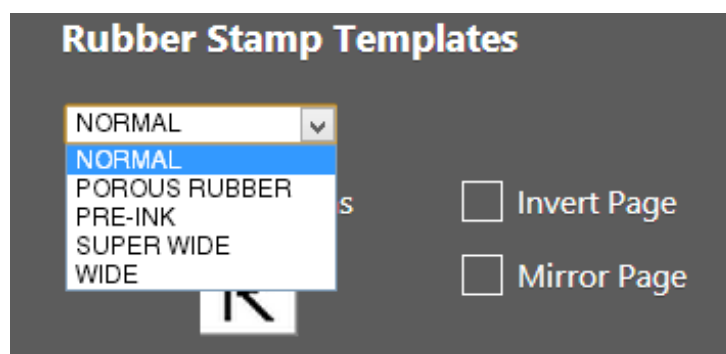 Rubber Stamp Templates
NORMAL
NORMAL
POROUS RUBBER
PRE-INK
SUPER WIDE
WIDE
s
Invert Page
Mirror Page